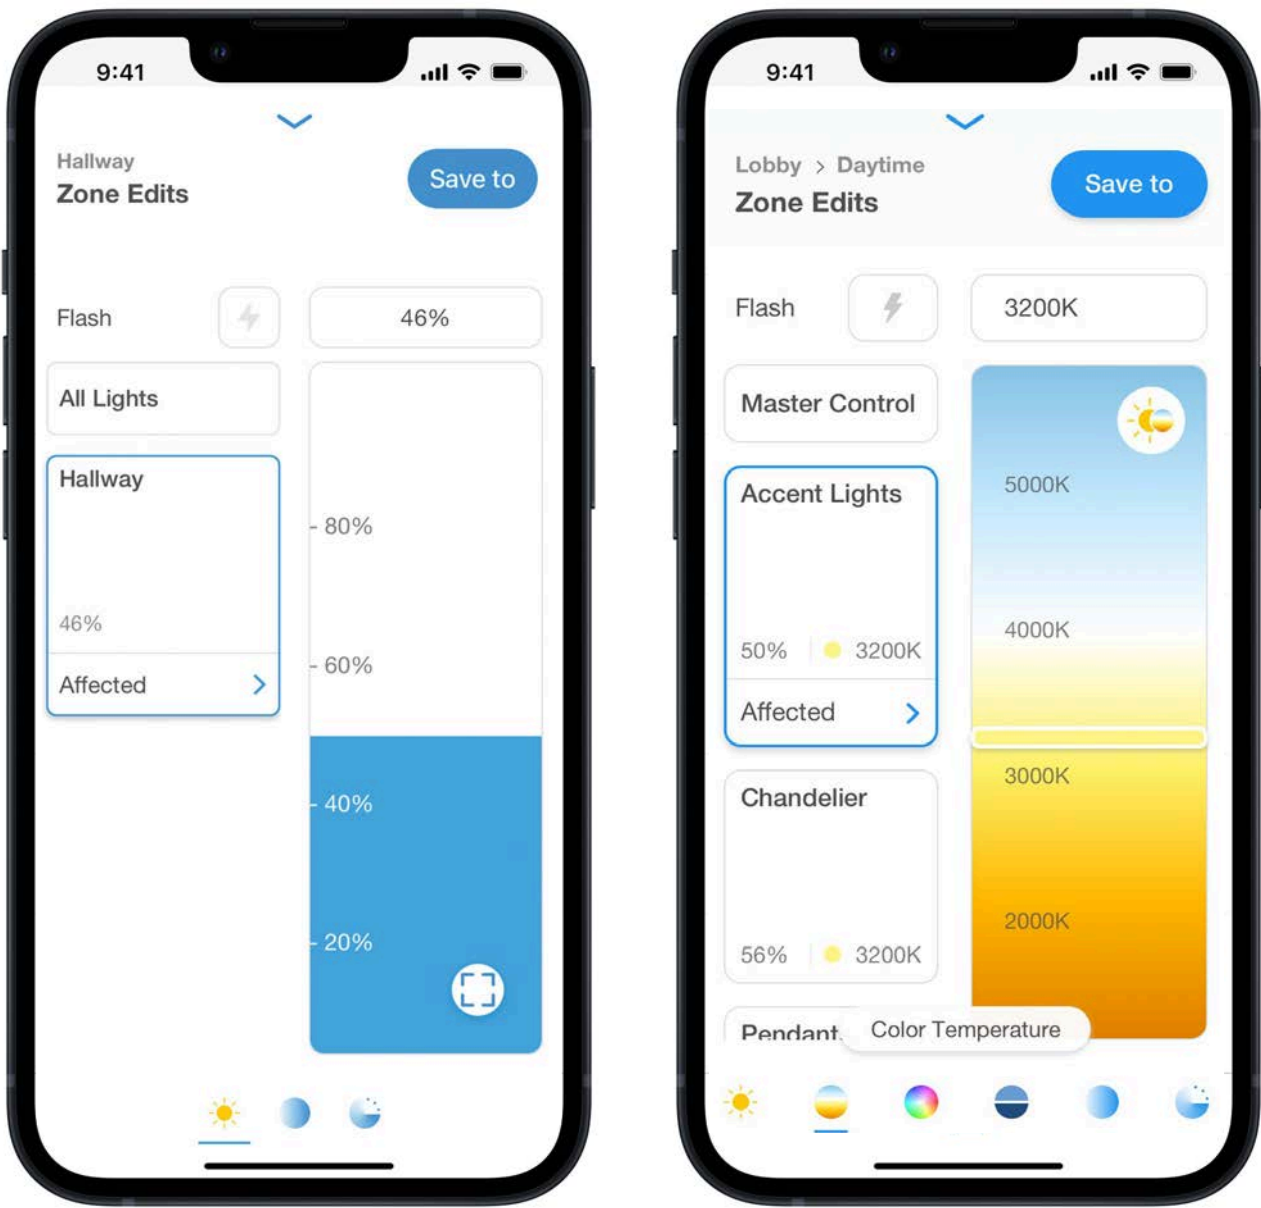 9:41
Hallway
Zone Edits
Save to
Flash
46%
All Lights
Hallway
46%
Affected
- 80%
- 60%
- 40%
- 20%
9:41
Lobby > Daytime
Zone Edits
Save to
Flash
3200K
Master Control
Accent Lights
50% 3200K
Affected
Chandelier
56% 3200K
Pendant
5000K
4000K
3000K
2000K
Color Temperature